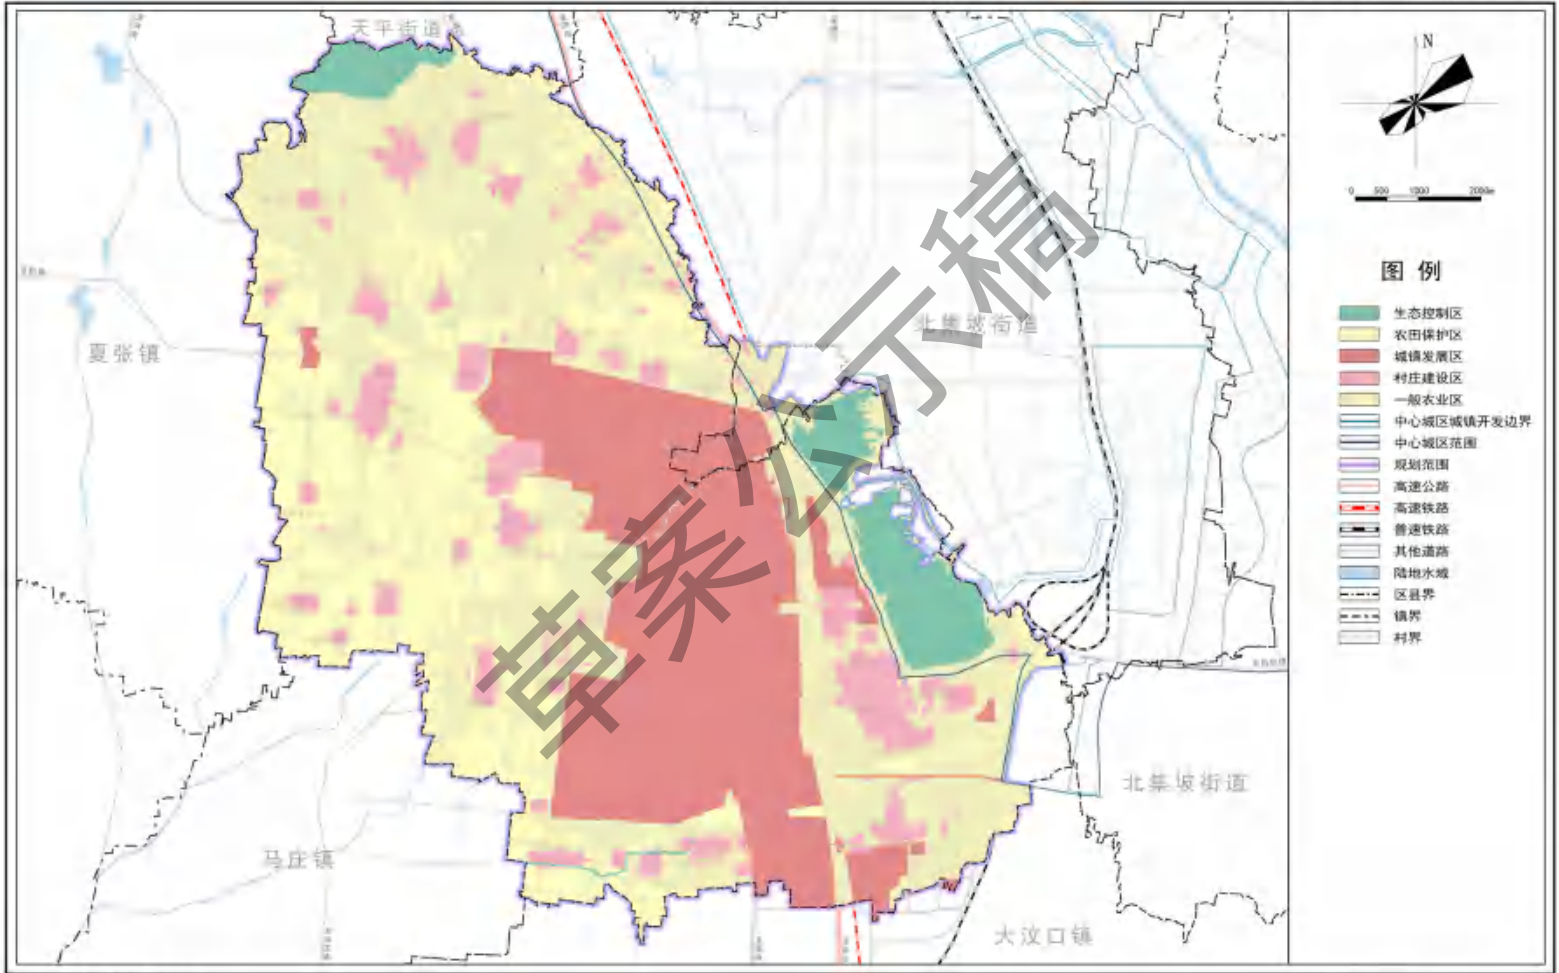 天平街道
N
0 500 1000 2000m
图例
生态控制区
农田保护区
城镇发展区
村庄建设区
一般农业区
中心城区城镇开发边界
中心城区范围
规划范围
高速公路
高速铁路
普速铁路
其他道路
陆地水域
区县界
镇界
村界
北集坡街道
夏张镇
草案公示稿
北集坡街道
马庄镇
大汶口镇